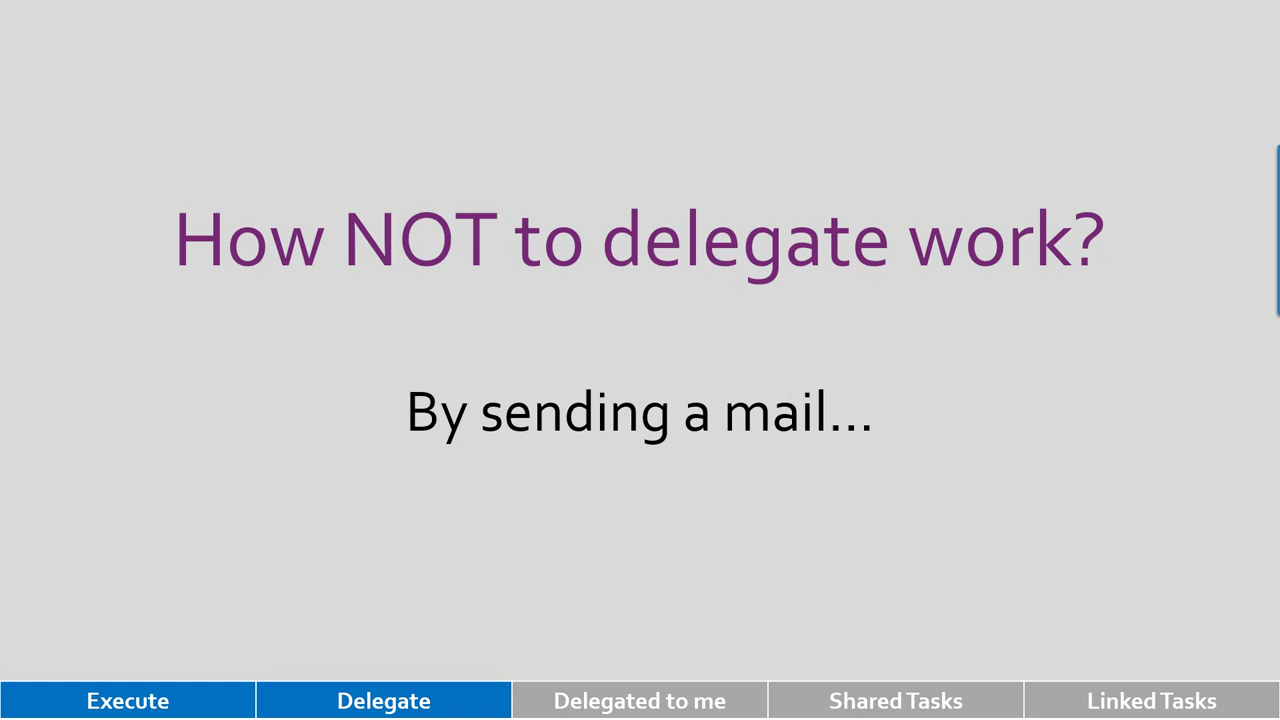 How NOT to delegate work?
By sending a mail...
Execute
Delegate
Delegated to me
Shared Tasks
Linked Tasks